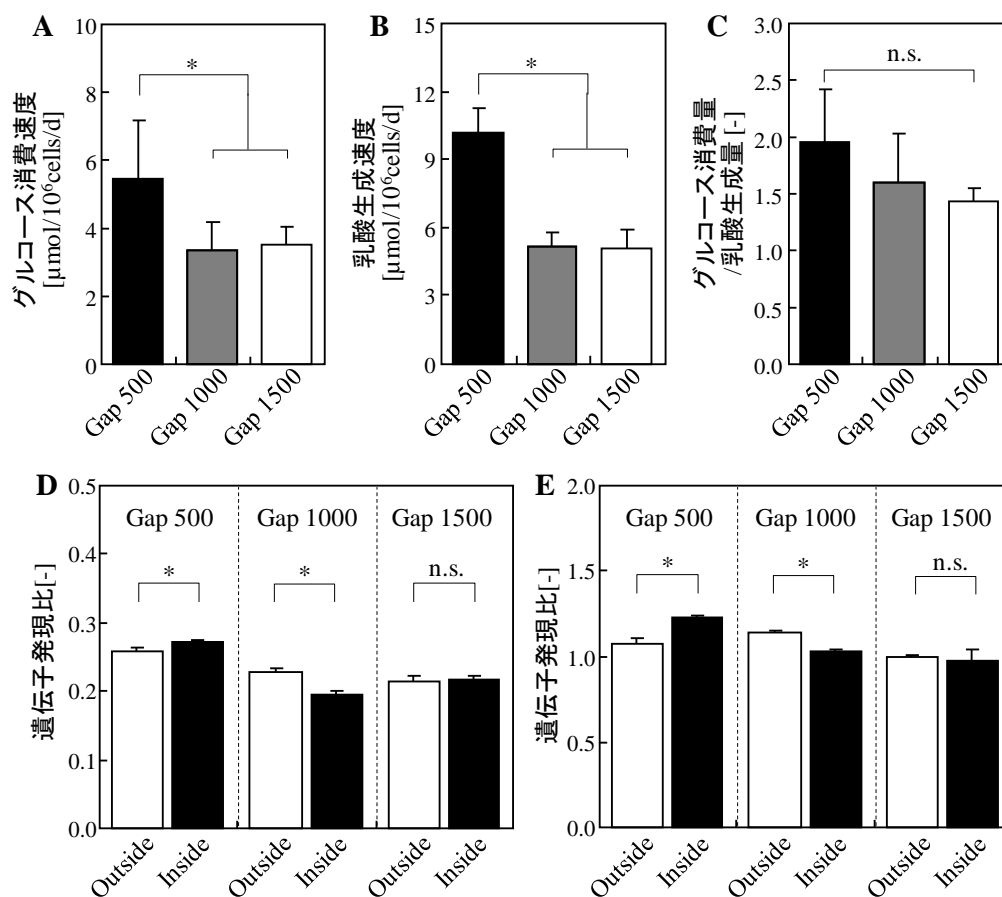 A
グルコース消費速度
[μmol/10⁶cells/d]
10
8
6
4
2
0
*
Gap 500
Gap 1000
Gap 1500
B
乳酸生成速度
[μmol/10⁶cells/d]
15
12
9
6
3
0
*
Gap 500
Gap 1000
Gap 1500
C
グルコース消費量
/乳酸生成量 [-]
3.0
2.5
2.0
1.5
1.0
0.5
0.0
n.s.
Gap 500
Gap 1000
Gap 1500
D
遺伝子発現比[-]
0.5
0.4
0.3
0.2
0.1
0.0
Gap 500
Gap 1000
Gap 1500
*
*
n.s.
Outside
Inside
Outside
Inside
Outside
Inside
E
遺伝子発現比[-]
2.0
1.5
1.0
0.5
0.0
Gap 500
Gap 1000
Gap 1500
*
*
n.s.
Outside
Inside
Outside
Inside
Outside
Inside